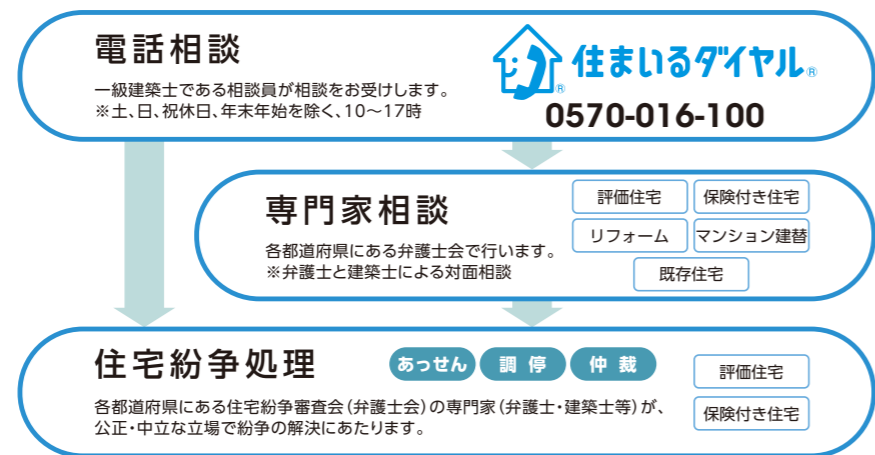 電話相談
一級建築士である相談員が相談をお受けします。
※土、日、祝休日、年末年始を除く、10〜17時
住まいるダイヤル®
®
0570-016-100
専門家相談
各都道府県にある弁護士会で行います。
※弁護士と建築士による対面相談
評価住宅
保険付き住宅
リフォーム
マンション建替
既存住宅
住宅紛争処理
あっせん
調停
仲裁
各都道府県にある住宅紛争審査会(弁護士会)の専門家(弁護士・建築士等)が、
公正・中立な立場で紛争の解決にあたります。
評価住宅
保険付き住宅